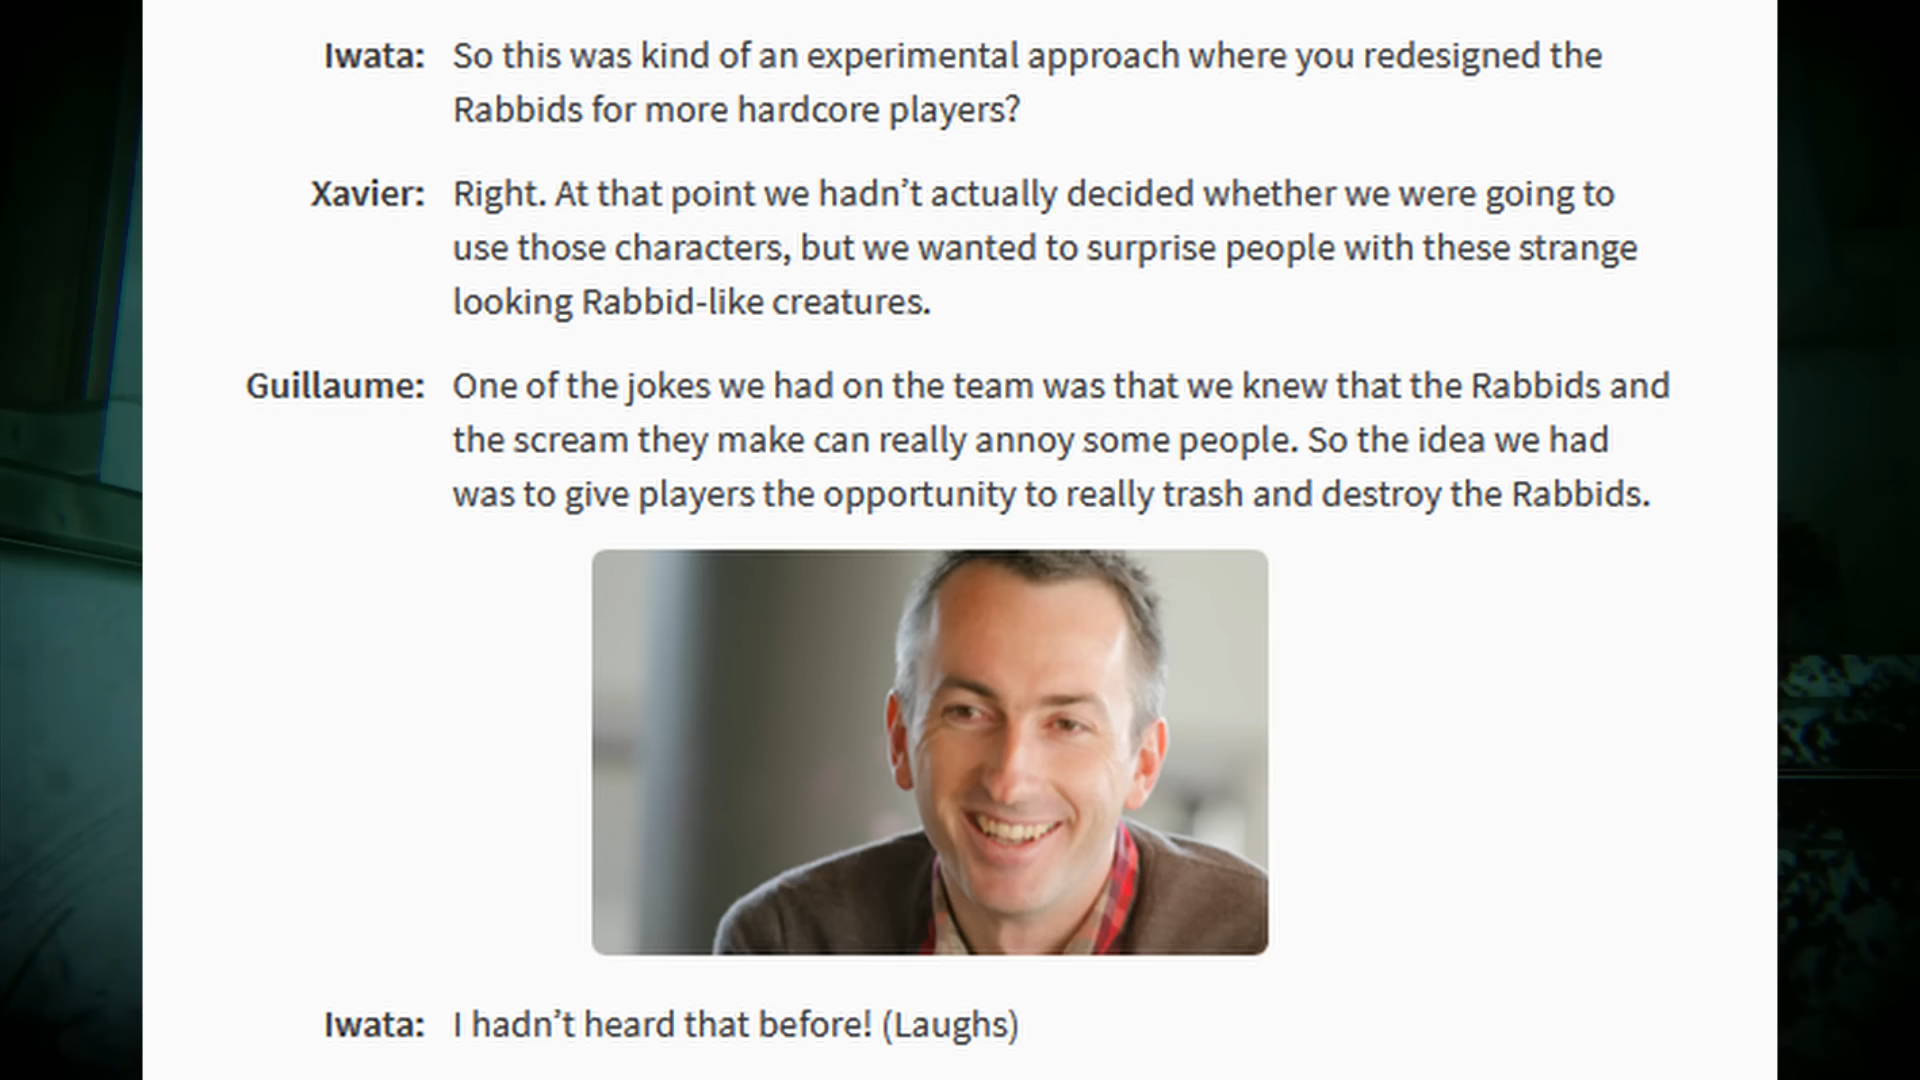 Iwata: So this was kind of an experimental approach where you redesigned the
Rabbids for more hardcore players?
Xavier: Right. At that point we hadn’t actually decided whether we were going to
use those characters, but we wanted to surprise people with these strange
looking Rabbid-like creatures.
Guillaume: One of the jokes we had on the team was that we knew that the Rabbids and
the scream they make can really annoy some people. So the idea we had
was to give players the opportunity to really trash and destroy the Rabbids.
Iwata: I hadn’t heard that before! (Laughs)